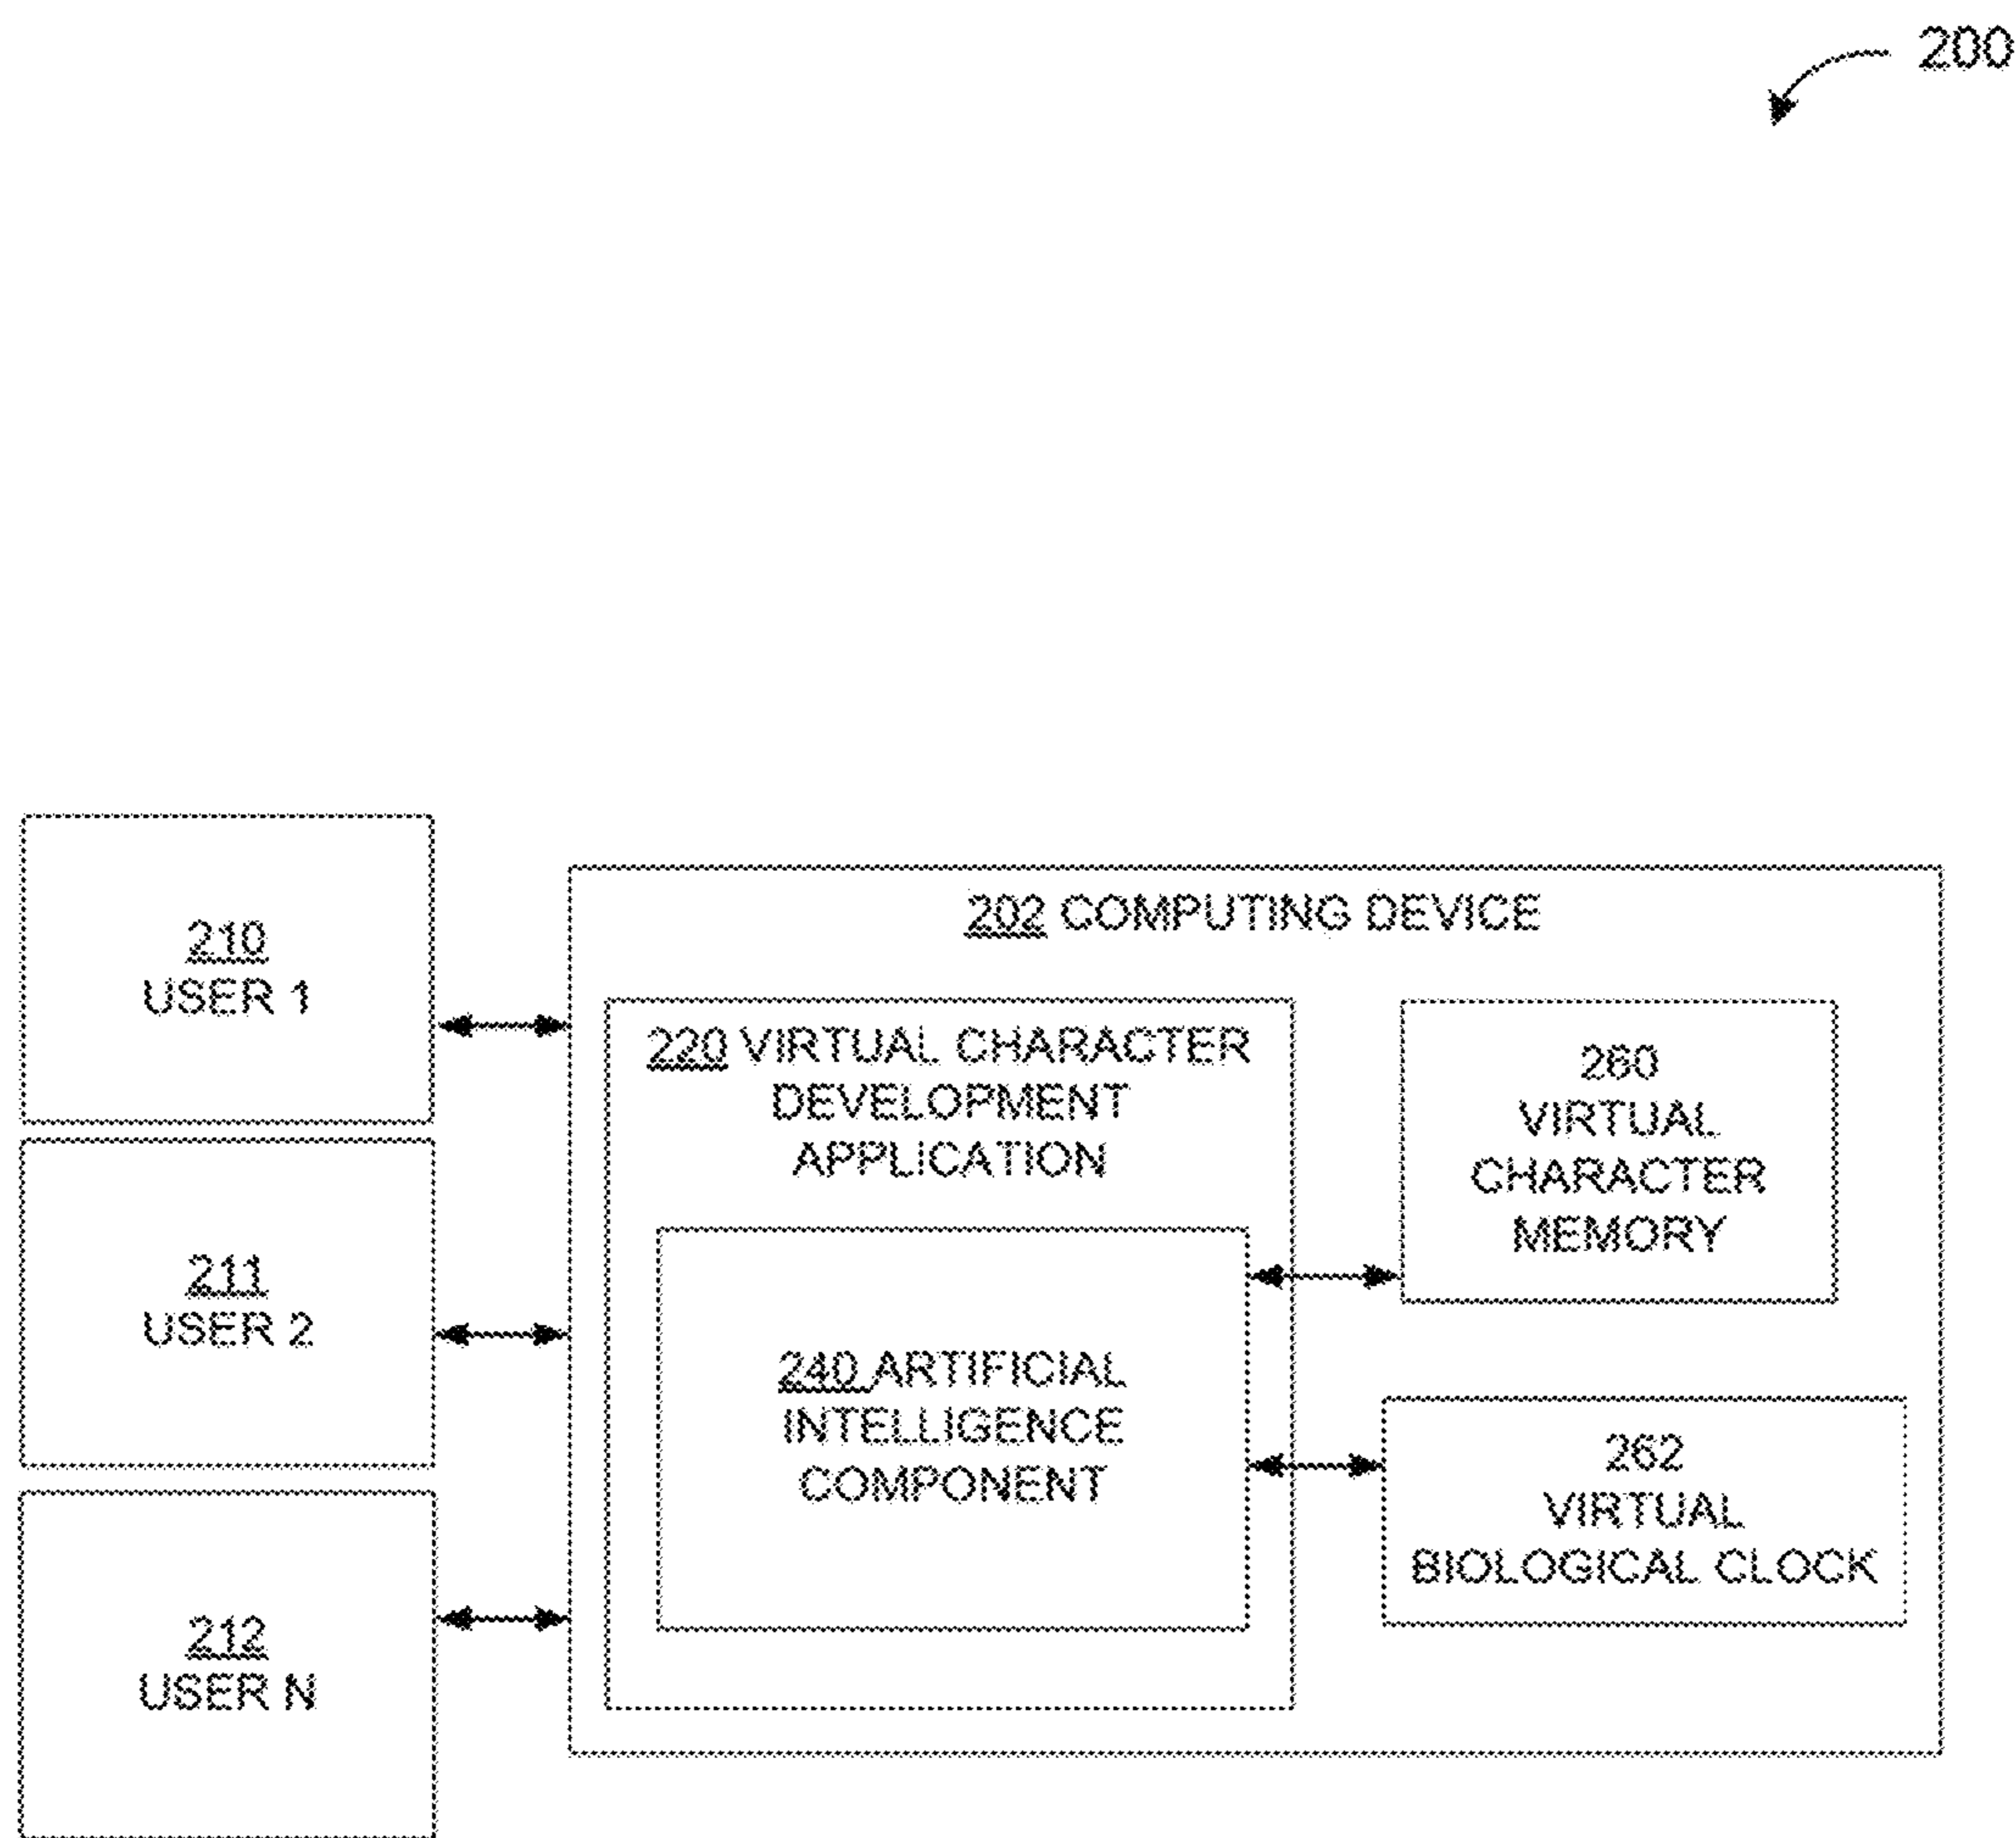 200
210
USER 1
211
USER 2
212
USER N
202 COMPUTING DEVICE
220 VIRTUAL CHARACTER
DEVELOPMENT
APPLICATION
240 ARTIFICIAL
INTELLIGENCE
COMPONENT
260
VIRTUAL
CHARACTER
MEMORY
262
VIRTUAL
BIOLOGICAL CLOCK